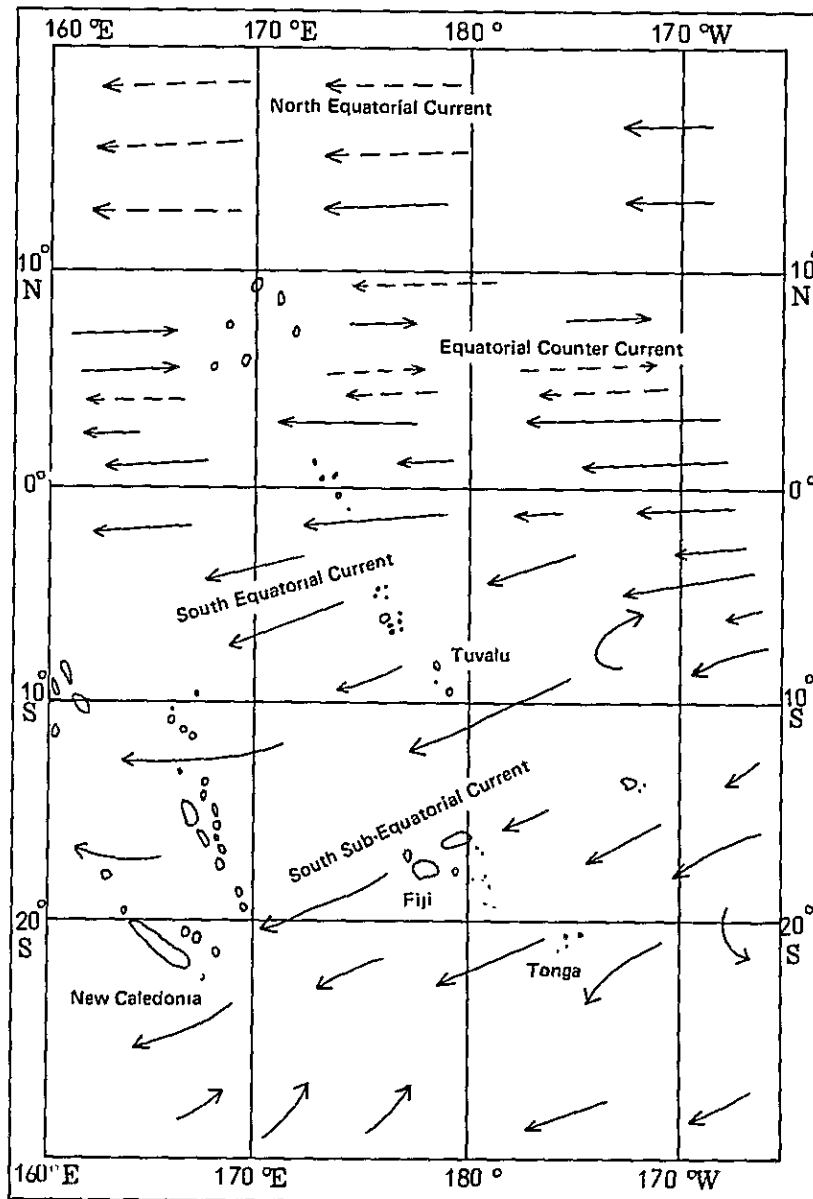 160°E 170°E 180° 170°W
North Equatorial Current
10° 10°
N N
Equatorial Counter Current
0° 0°
South Equatorial Current
Tuvalu
10° 10°
S S
South Sub-Equatorial Current
Fiji
20° 20°
S S
Tonga
New Caledonia
160°E 170°E 180° 170°W